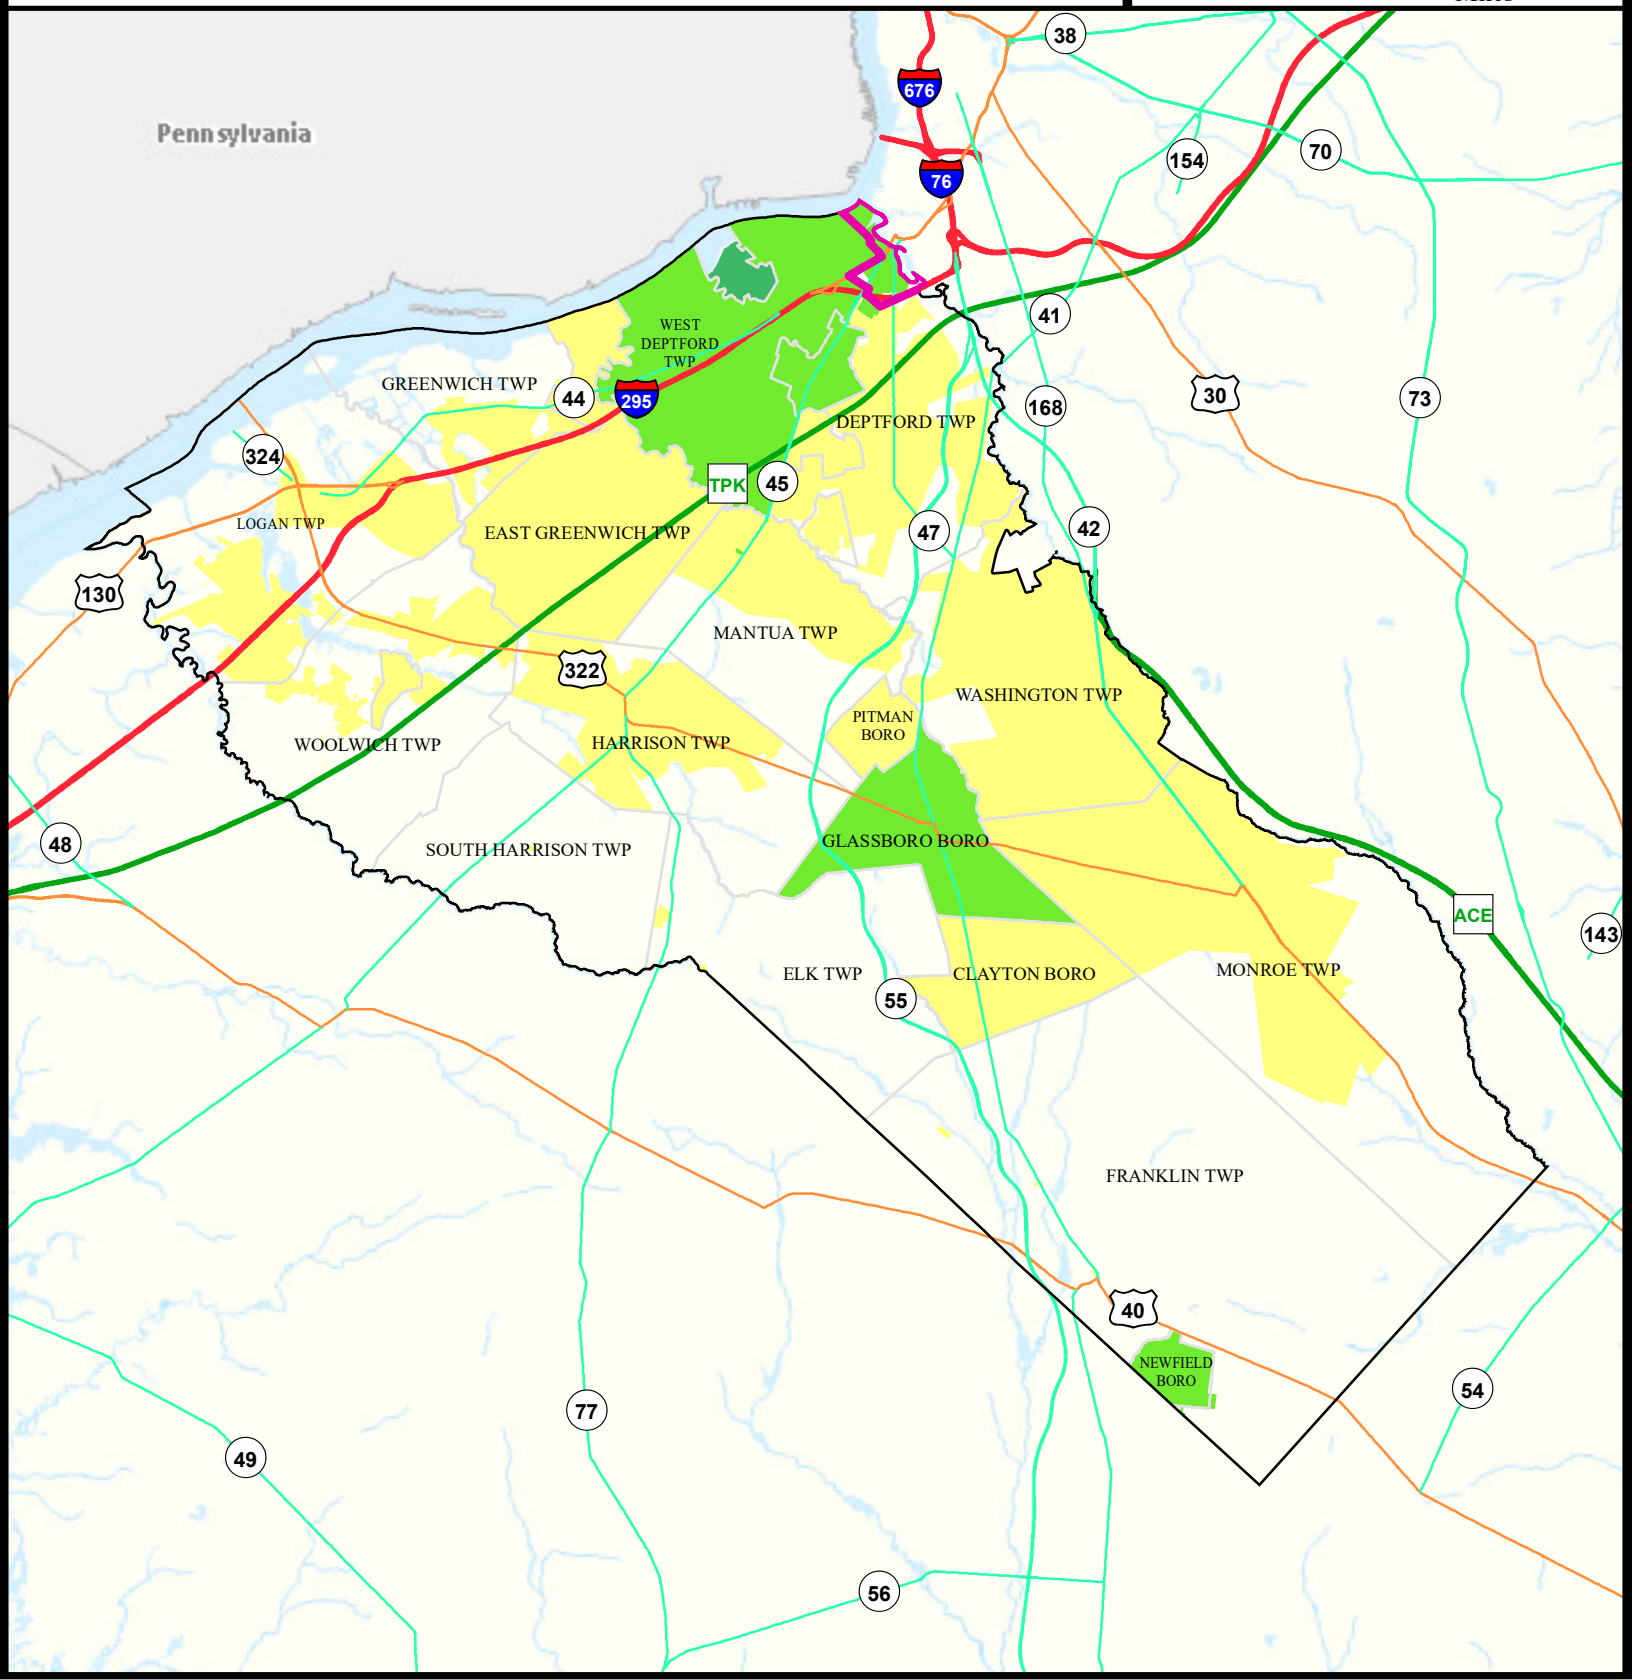 38
676
Pennsylvania
70
154
76
41
WEST
DEPTFORD
TWP
GREENWICH TWP
44
295
30
73
168
DEPTFORD TWP
324
TPK
45
LOGAN TWP
EAST GREENWICH TWP
47
42
130
MANTUA TWP
322
WASHINGTON TWP
PITMAN
BORO
WOOLWICH TWP
HARRISON TWP
48
GLASSBORO BORO
SOUTH HARRISON TWP
ACE
143
ELK TWP
CLAYTON BORO
MONROE TWP
55
FRANKLIN TWP
40
NEWFIELD
BORO
54
77
49
56